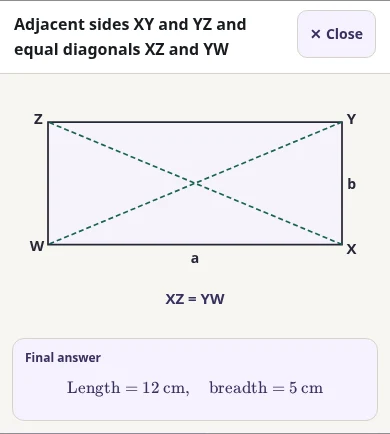 Adjacent sides XY and YZ and
equal diagonals XZ and YW
✕ Close
Z
Y
b
W
X
a
XZ = YW
Final answer
Length = 12 cm, breadth = 5 cm